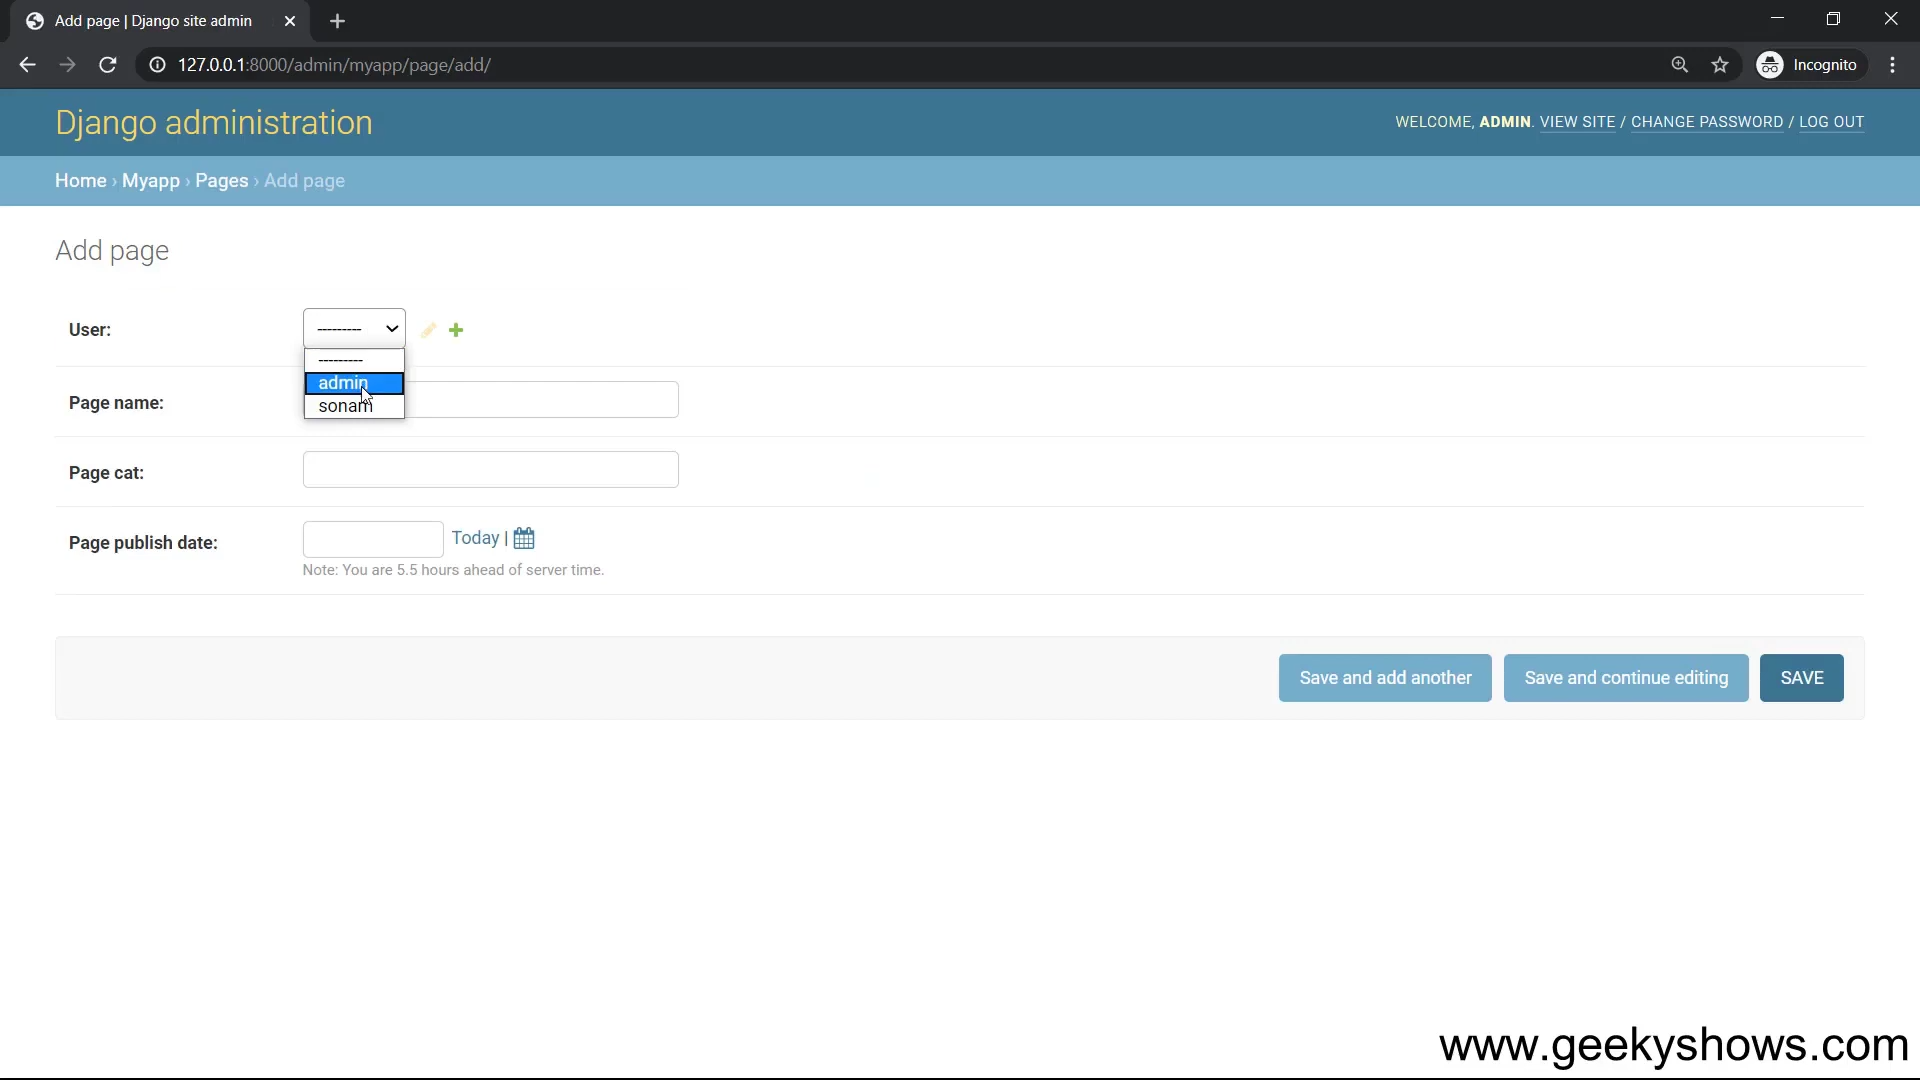 Add page | Django site admin
127.0.0.1:8000/admin/myapp/page/add/
Incognito
Django administration
WELCOME, ADMIN. VIEW SITE / CHANGE PASSWORD / LOG OUT
Home › Myapp › Pages › Add page
Add page
User:
---------
---------
admin
sonam
Page name:
Page cat:
Page publish date:
Today |
Note: You are 5.5 hours ahead of server time.
Save and add another
Save and continue editing
SAVE
www.geekyshows.com